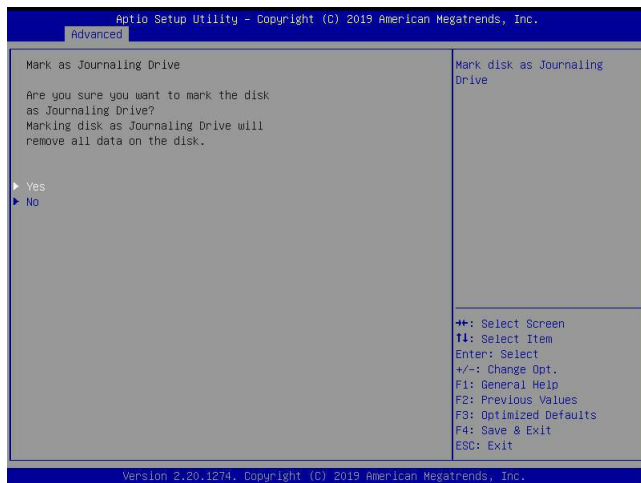 Aptio Setup Utility – Copyright (C) 2019 American Megatrends, Inc.
Advanced
Mark as Journaling Drive
Are you sure you want to mark the disk
as Journaling Drive?
Marking disk as Journaling Drive will
remove all data on the disk.
▶ Yes
▶ No
Mark disk as Journaling
Drive
→←: Select Screen
↑↓: Select Item
Enter: Select
+/-: Change Opt.
F1: General Help
F2: Previous Values
F3: Optimized Defaults
F4: Save & Exit
ESC: Exit
Version 2.20.1274. Copyright (C) 2019 American Megatrends, Inc.